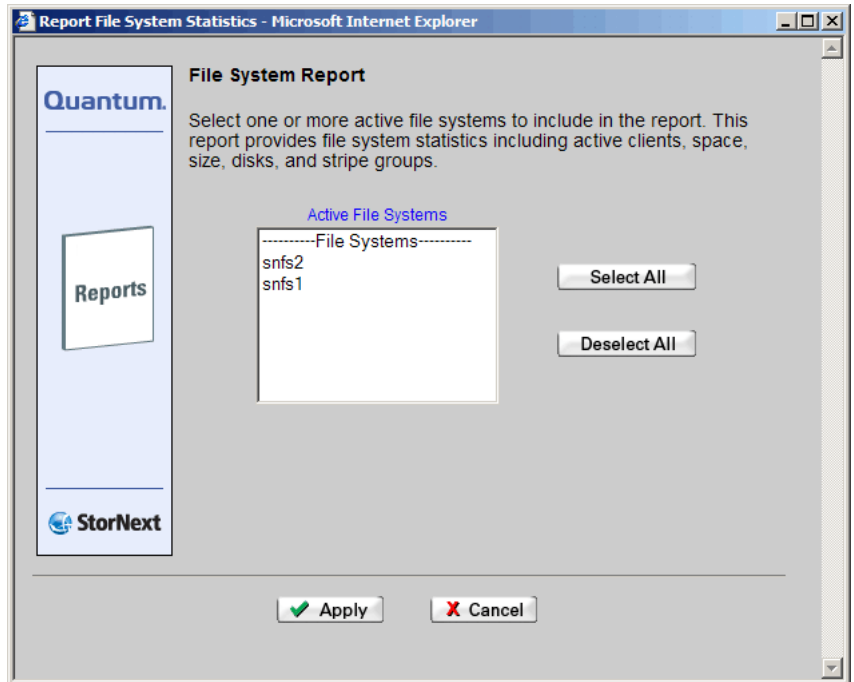 Report File System Statistics - Microsoft Internet Explorer
Quantum.
File System Report
Select one or more active file systems to include in the report. This
report provides file system statistics including active clients, space,
size, disks, and stripe groups.
Active File Systems
----------File Systems----------
snfs2
snfs1
Select All
Deselect All
Reports
StorNext
Apply
X Cancel